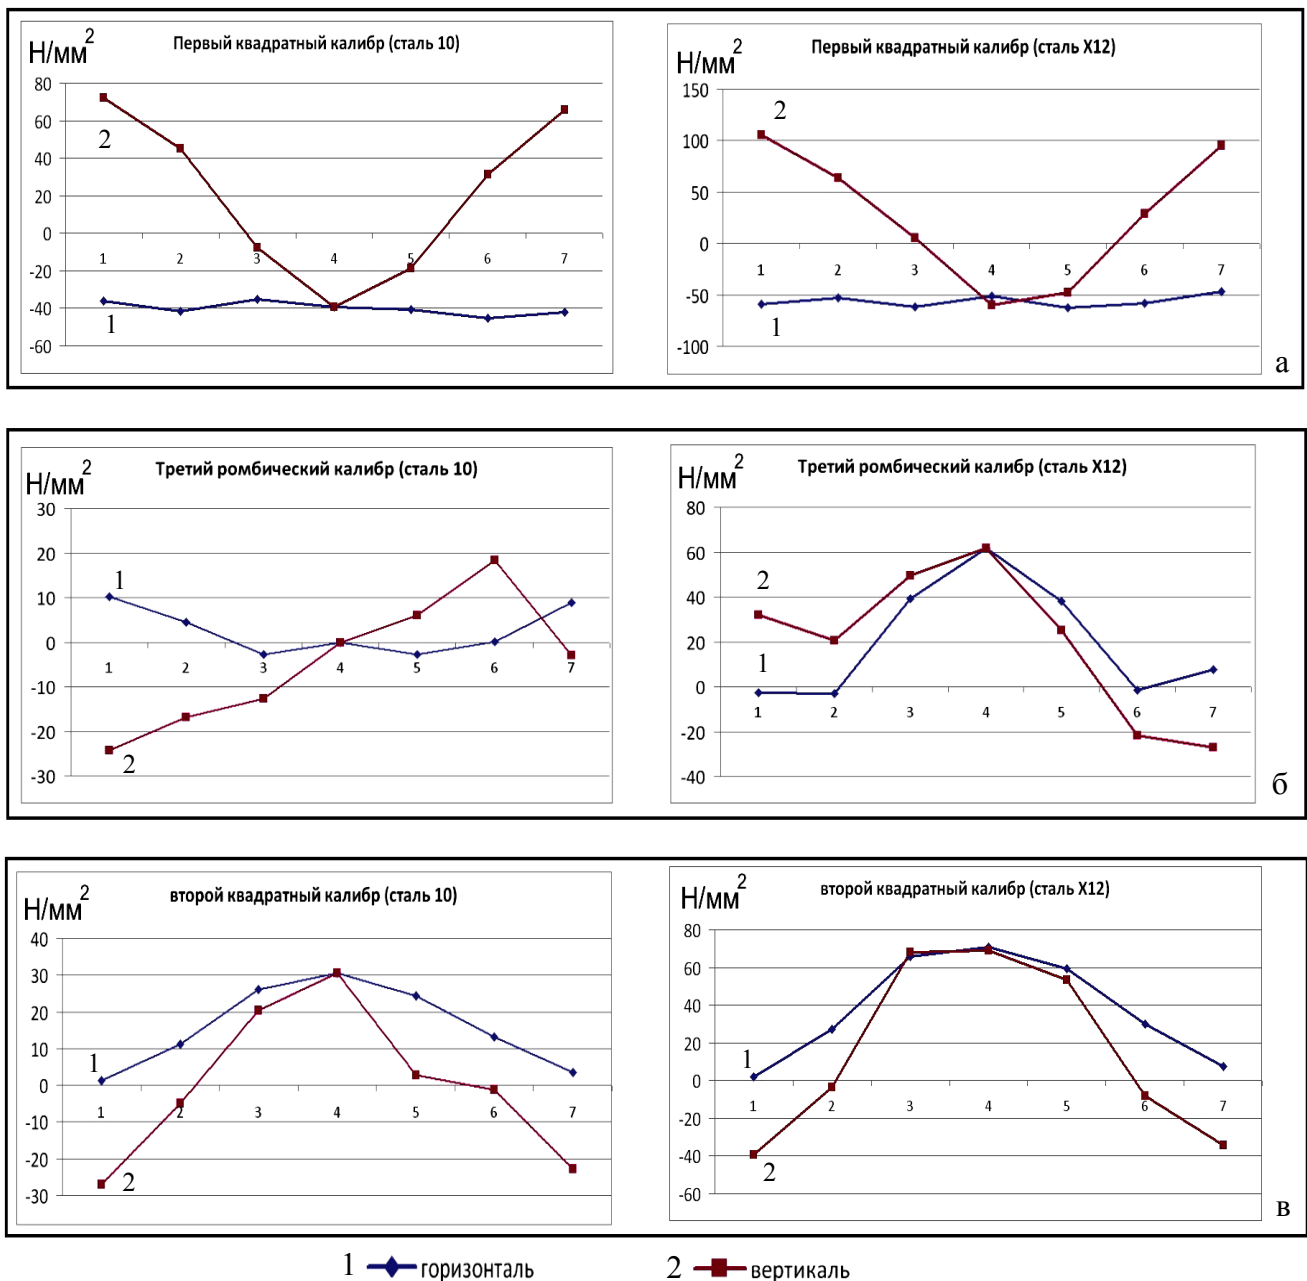 Первый квадратный калибр (сталь 10)
Н/мм2
80
60
40
20
0
-20
-40
-60
1 2 3 4 5 6 7
2
1
Первый квадратный калибр (сталь Х12)
Н/мм2
150
100
50
0
-50
-100
1 2 3 4 5 6 7
2
1
а
Третий ромбический калибр (сталь 10)
Н/мм2
30
20
10
0
-10
-20
-30
1 2 3 4 5 6 7
1
2
Третий ромбический калибр (сталь Х12)
Н/мм2
80
60
40
20
0
-20
-40
1 2 3 4 5 6 7
2
1
б
второй квадратный калибр (сталь 10)
Н/мм2
40
30
20
10
0
-10
-20
-30
1 2 3 4 5 6 7
1
2
второй квадратный калибр (сталь Х12)
Н/мм2
80
60
40
20
0
-20
-40
-60
1 2 3 4 5 6 7
1
2
в
1 горизонталь 2 вертикаль